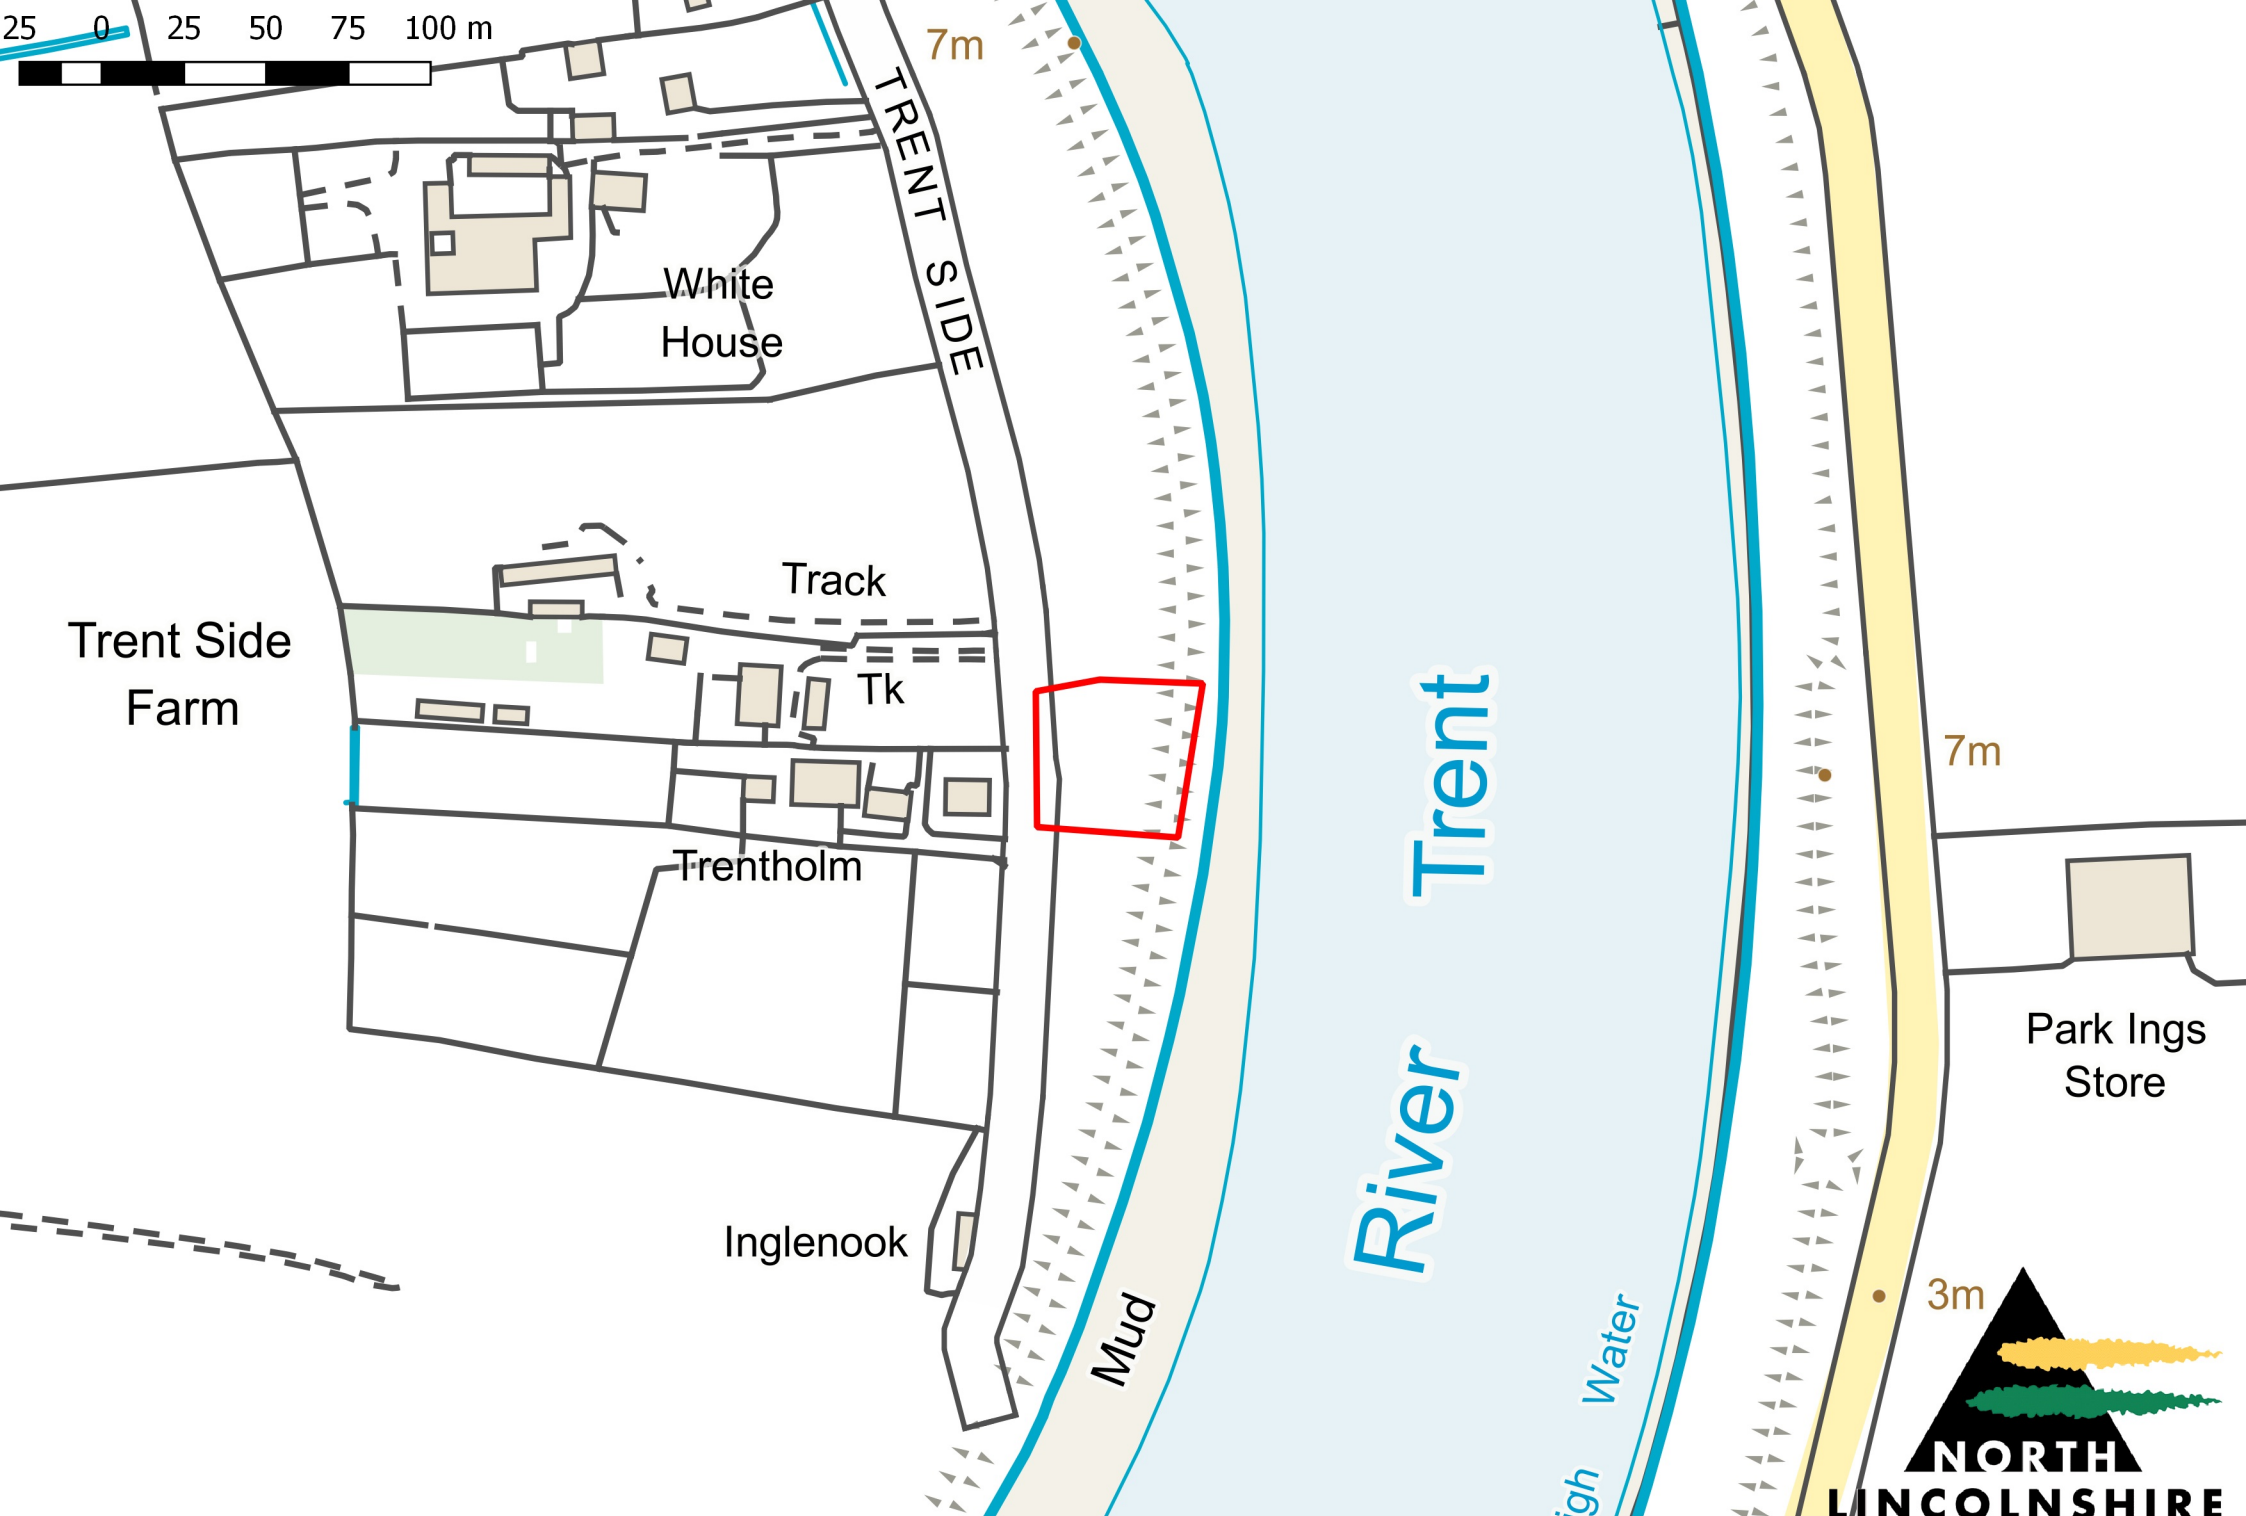 25 0 25 50 75 100 m
7m
TRENT SIDE
White
House
Track
Trent Side
Farm
Tk
Trentholm
River Trent
7m
Park Ings
Store
Inglenook
Mud
Water
3m
NORTH
LINCOLNSHIRE